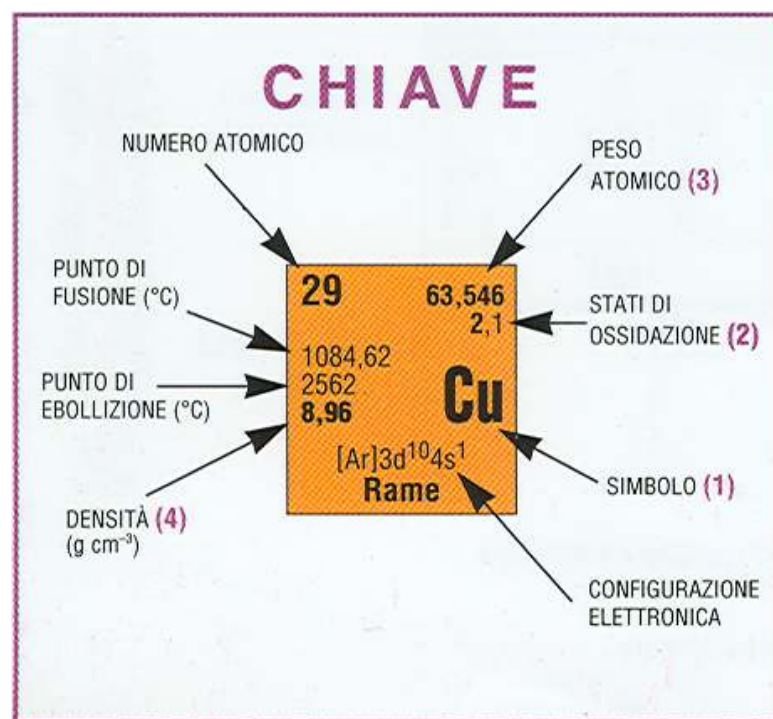 CHIAVE
NUMERO ATOMICO
PESO
ATOMICO (3)
PUNTO DI
FUSIONE (°C)
29
63,546
2,1
STATI DI
OSSIDAZIONE (2)
1084,62
2562
8,96
PUNTO DI
EBOLLIZIONE (°C)
Cu
[Ar]3d¹⁰4s¹
Rame
SIMBOLO (1)
DENSITÀ (4)
(g cm⁻³)
CONFIGURAZIONE
ELETTRONICA